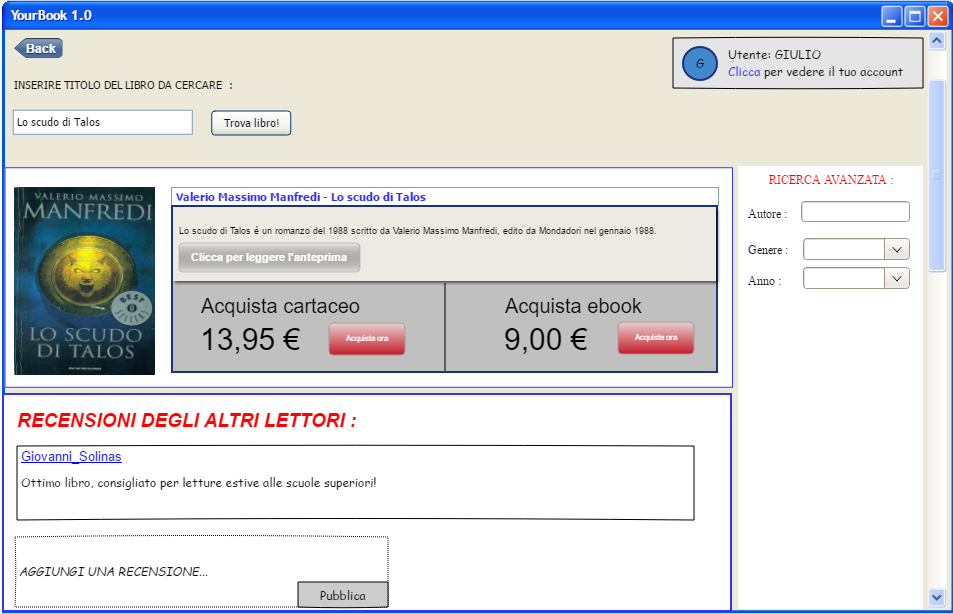 YourBook 1.0
Back
Utente: GIULIO
G
Clicca per vedere il tuo account
INSERIRE TITOLO DEL LIBRO DA CERCARE :
Lo scudo di Talos
Trova libro!
VALERIO MASSIMO
MANFREDI
BEST
SELLERS
LO SCUDO
DI TALOS
Valerio Massimo Manfredi - Lo scudo di Talos
Lo scudo di Talos è un romanzo del 1988 scritto da Valerio Massimo Manfredi, edito da Mondadori nel gennaio 1988.
Clicca per leggere l'anteprima
Acquista cartaceo
13,95 €
Acquista ora
Acquista ebook
9,00 €
Acquista ora
RICERCA AVANZATA :
Autore :
Genere :
Anno :
RECENSIONI DEGLI ALTRI LETTORI :
Giovanni_Solinas
Ottimo libro, consigliato per letture estive alle scuole superiori!
AGGIUNGI UNA RECENSIONE...
Pubblica